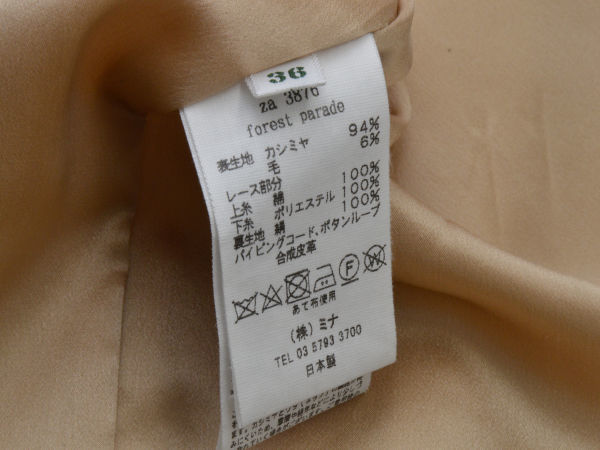 36
za 3876
forest parade
表生地 カシミヤ 94%
毛 6%
レース部分
上糸 綿 100%
下糸 ポリエステル 100%
裏生地 絹 100%
パイピングコード、ボタンループ
合成皮革
F W
あて布使用
(株) ミナ
TEL 03 5793 3700
日本製